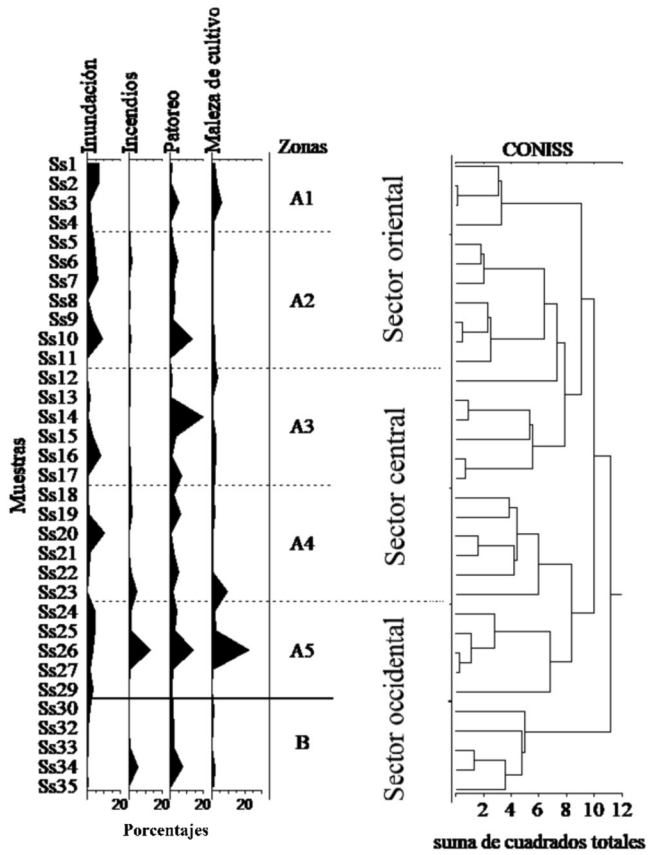 Inundación
Incendios
Patoreo
Maleza de cultivo
Zonas
CONISS
Muestras
Ss1
Ss2
Ss3
Ss4
Ss5
Ss6
Ss7
Ss8
Ss9
Ss10
Ss11
Ss12
Ss13
Ss14
Ss15
Ss16
Ss17
Ss18
Ss19
Ss20
Ss21
Ss22
Ss23
Ss24
Ss25
Ss26
Ss27
Ss29
Ss30
Ss32
Ss33
Ss34
Ss35
A1
A2
A3
A4
A5
B
Sector oriental
Sector central
Sector occidental
20 20 20 20
Porcentajes
2 4 6 8 10 12
suma de cuadrados totales